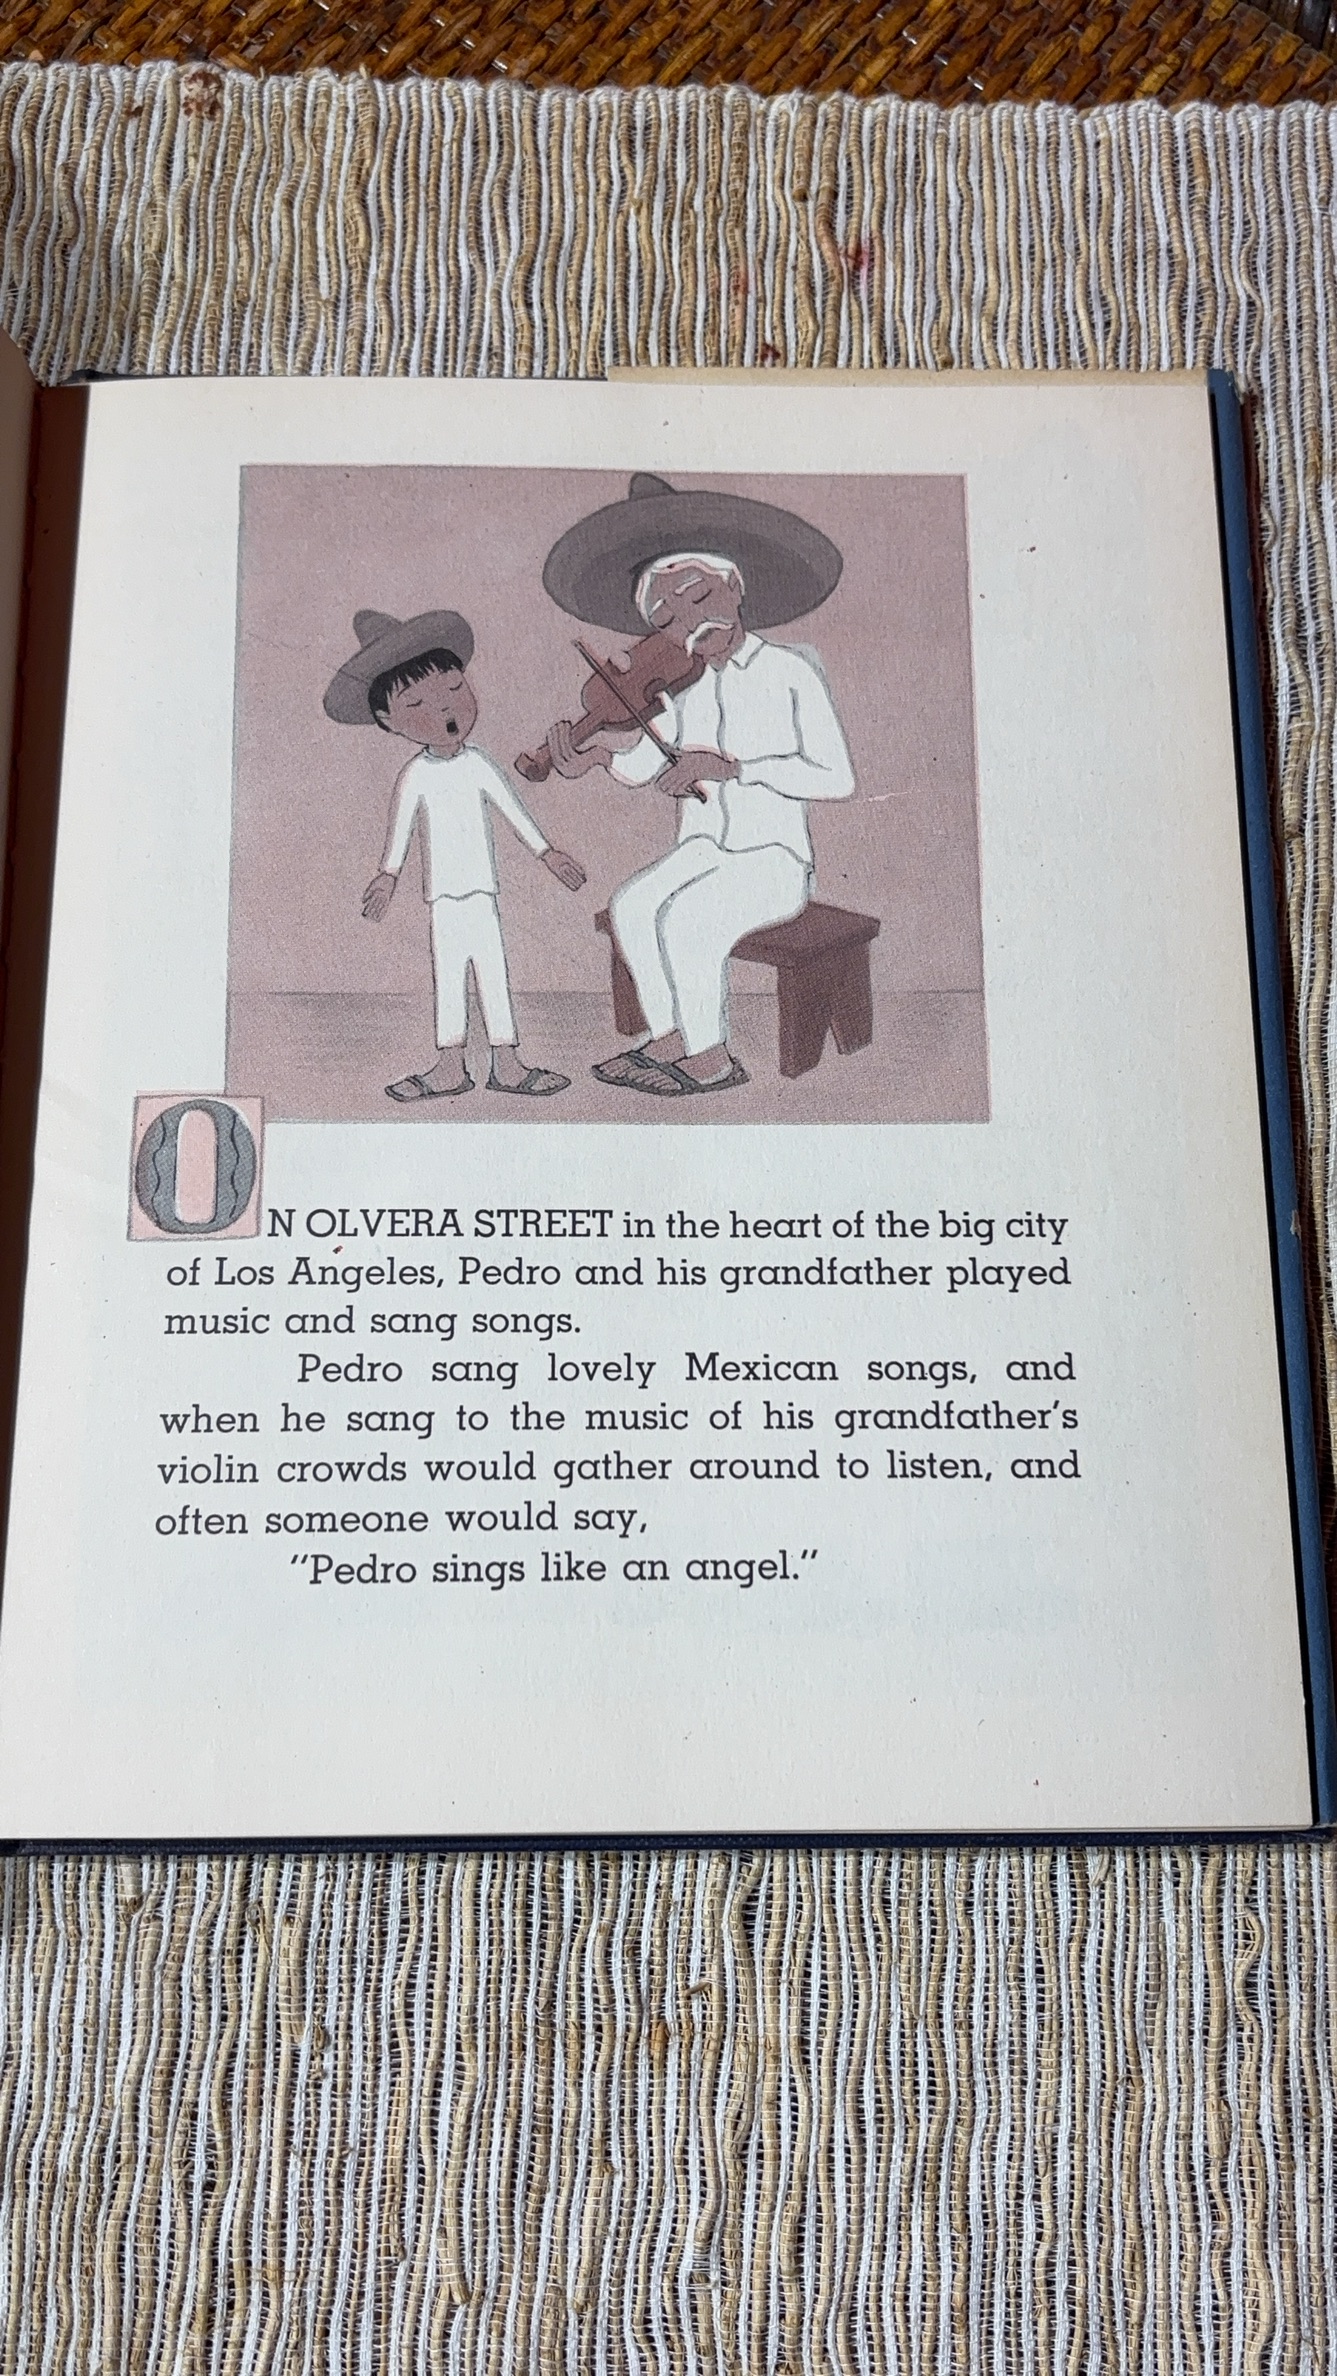 ON OLVERA STREET in the heart of the big city
of Los Angeles, Pedro and his grandfather played
music and sang songs.
Pedro sang lovely Mexican songs, and
when he sang to the music of his grandfather's
violin crowds would gather around to listen, and
often someone would say,
"Pedro sings like an angel."